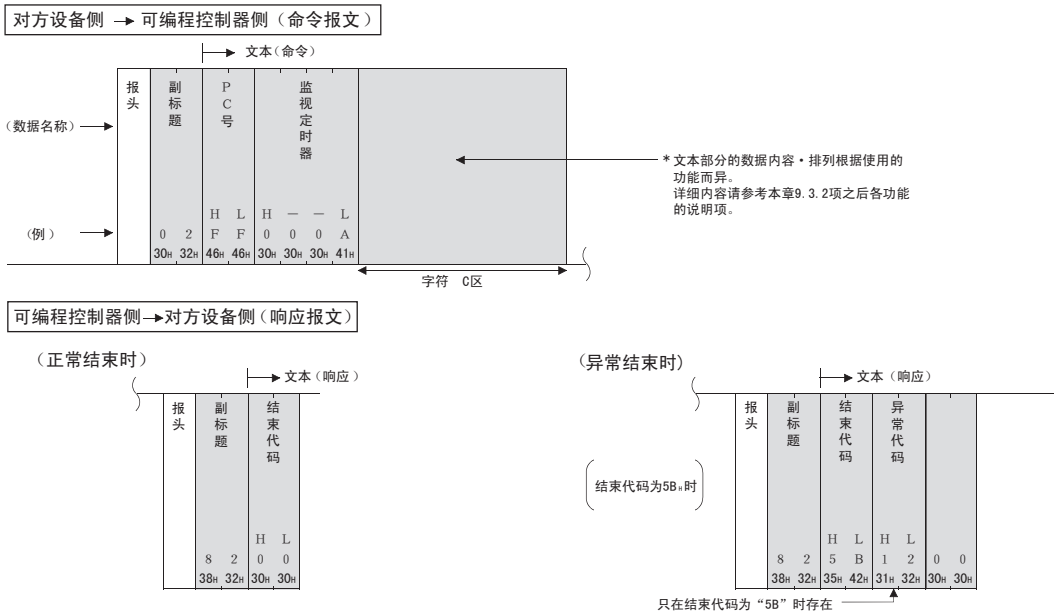 对方设备侧 → 可编程控制器侧（命令报文）
文本（命令）
报头 副标题 PC号 监视定时器
（数据名称）
*文本部分的数据内容・排列根据使用的
功能而异。
详细内容请参考本章9.3.2项之后各功能
的说明项。
H L H － － L
（例） 0 2 F F 0 0 0 A
30H 32H 46H 46H 30H 30H 30H 41H
字符 C区
可编程控制器侧→对方设备侧（响应报文）
（正常结束时）
文本（响应）
报头 副标题 结束代码
H L
8 2 0 0
38H 32H 30H 30H
（异常结束时）
文本（响应）
报头 副标题 结束代码 异常代码
（结束代码为5BH时）
H L H L
8 2 5 B 1 2 0 0
38H 32H 35H 42H 31H 32H 30H 30H
只在结束代码为“5B”时存在